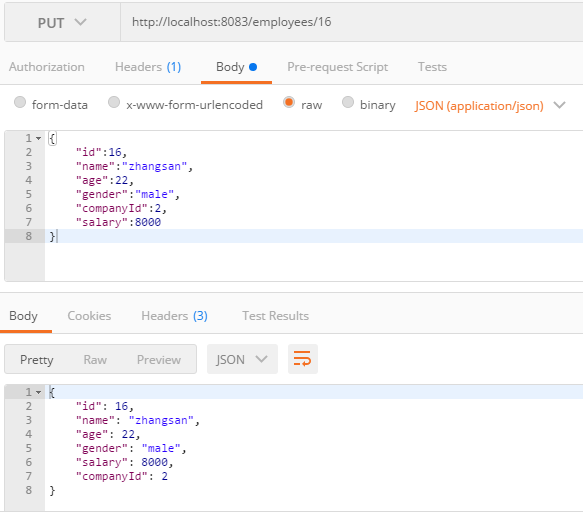 PUT http://localhost:8083/employees/16
Authorization Headers (1) Body Pre-request Script Tests
form-data x-www-form-urlencoded raw binary JSON (application/json)
1 {
2 "id":16,
3 "name":"zhangsan",
4 "age":22,
5 "gender":"male",
6 "companyId":2,
7 "salary":8000
8 }
Body Cookies Headers (3) Test Results
Pretty Raw Preview JSON
1 {
2 "id": 16,
3 "name": "zhangsan",
4 "age": 22,
5 "gender": "male",
6 "salary": 8000,
7 "companyId": 2
8 }